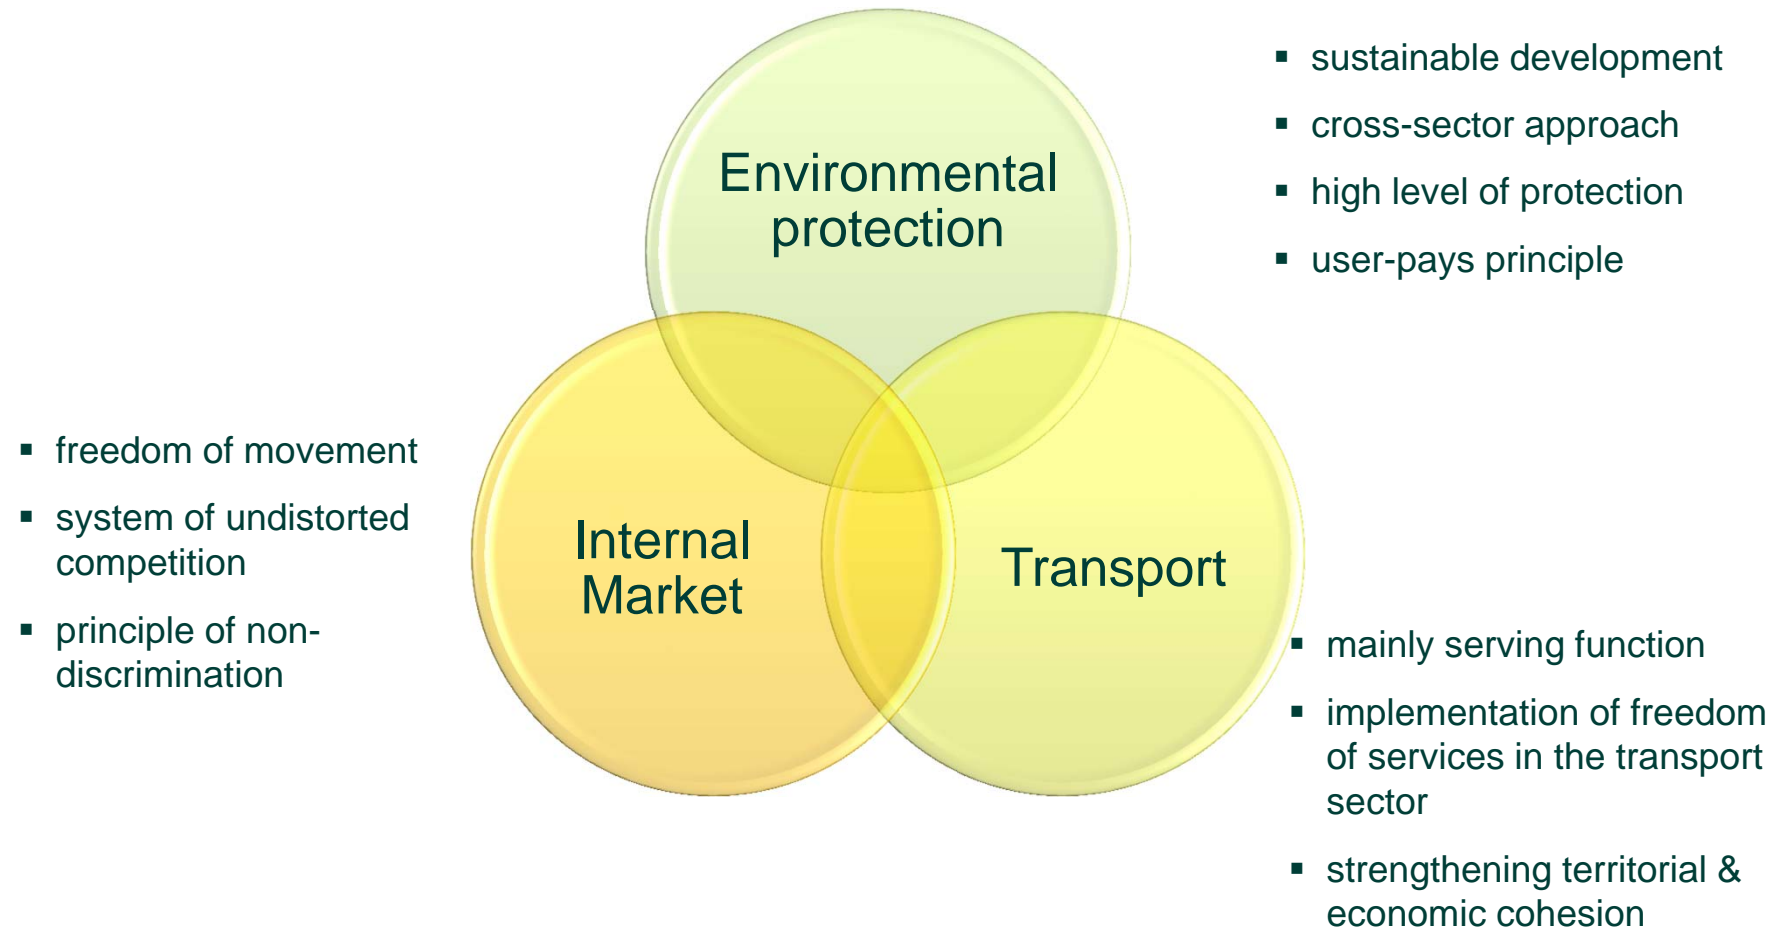 Environmental
protection
▪ sustainable development
▪ cross-sector approach
▪ high level of protection
▪ user-pays principle
Internal
Market
▪ freedom of movement
▪ system of undistorted
competition
▪ principle of non-
discrimination
Transport
▪ mainly serving function
▪ implementation of freedom
of services in the transport
sector
▪ strengthening territorial &
economic cohesion